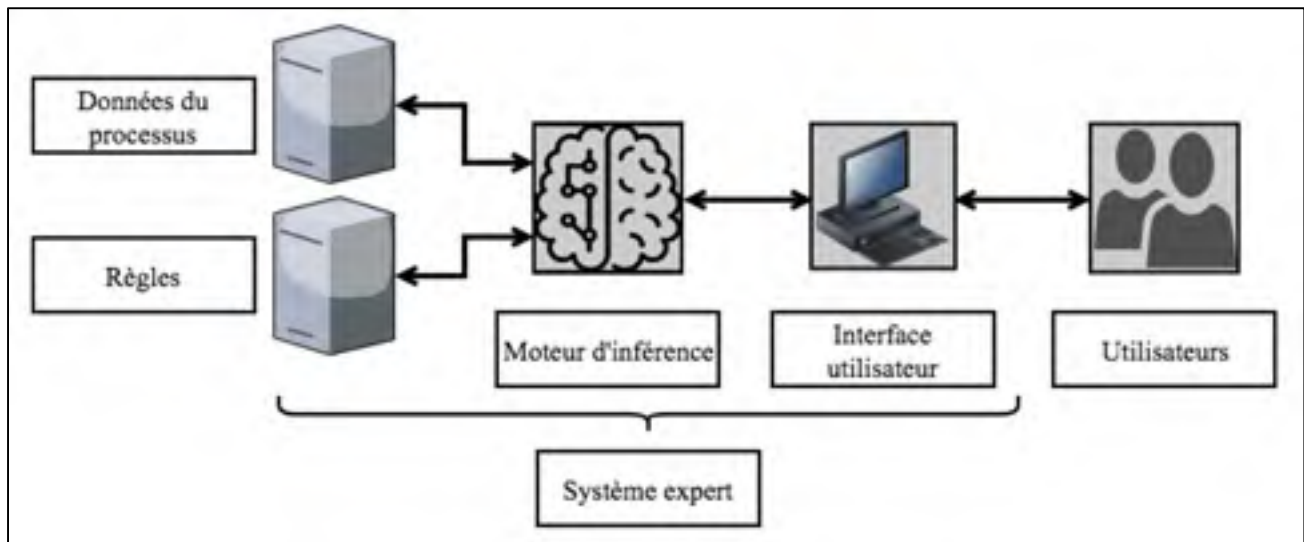 Données du
processus
Règles
Moteur d'inférence
Interface
utilisateur
Utilisateurs
Système expert